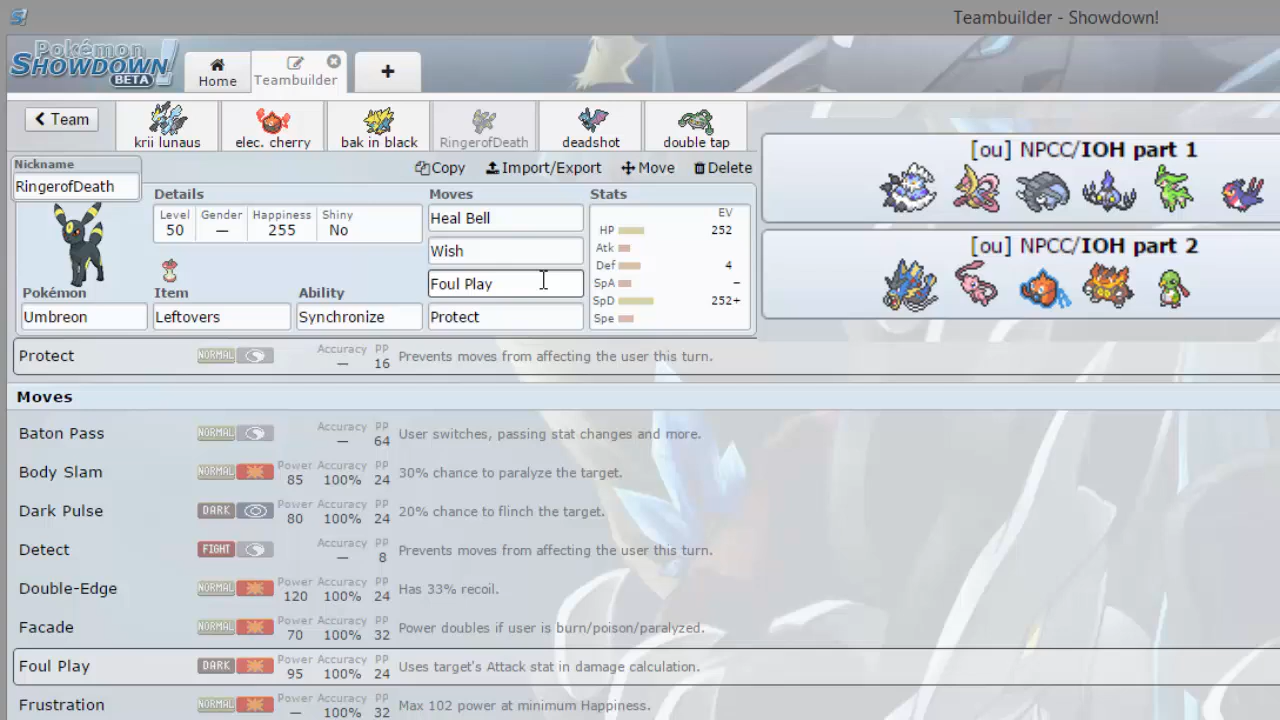 Teambuilder - Showdown!
Pokémon
SHOWDOWN!
BETA
Home
Teambuilder
+
Team
krii lunaus
elec. cherry
bak in black
RingerofDeath
deadshot
double tap
Copy
Import/Export
Move
Delete
Nickname
RingerofDeath
Details
Level Gender Happiness Shiny
50 — 255 No
Pokémon
Umbreon
Item
Leftovers
Ability
Synchronize
Moves
Heal Bell
Wish
Foul Play
Protect
Stats
EV
HP 252
Atk
Def 4
SpA –
SpD 252+
Spe
[ou] NPCC/IOH part 1
[ou] NPCC/IOH part 2
Protect NORMAL Accuracy — PP 16 Prevents moves from affecting the user this turn.
Moves
Baton Pass NORMAL Accuracy — PP 64 User switches, passing stat changes and more.
Body Slam NORMAL Power 85 Accuracy 100% PP 24 30% chance to paralyze the target.
Dark Pulse DARK Power 80 Accuracy 100% PP 24 20% chance to flinch the target.
Detect FIGHT Accuracy — PP 8 Prevents moves from affecting the user this turn.
Double-Edge NORMAL Power 120 Accuracy 100% PP 24 Has 33% recoil.
Facade NORMAL Power 70 Accuracy 100% PP 32 Power doubles if user is burn/poison/paralyzed.
Foul Play DARK Power 95 Accuracy 100% PP 24 Uses target's Attack stat in damage calculation.
Frustration NORMAL Power — Accuracy 100% PP 32 Max 102 power at minimum Happiness.